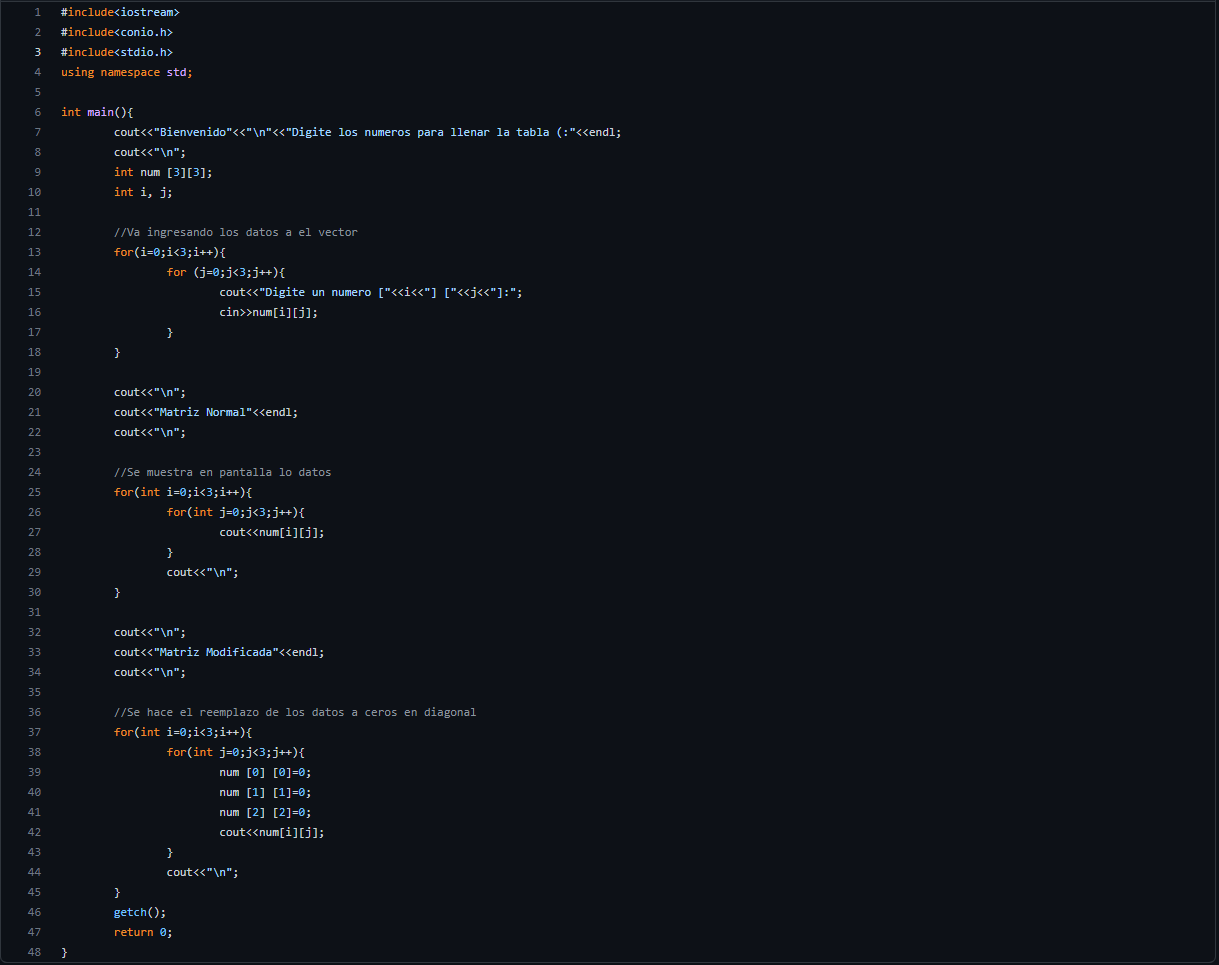 1 #include<iostream>
2 #include<conio.h>
3 #include<stdio.h>
4 using namespace std;
5
6 int main(){
7 cout<<"Bienvenido"<<"\n"<<"Digite los numeros para llenar la tabla (:"<<endl;
8 cout<<"\n";
9 int num [3][3];
10 int i, j;
11
12 //Va ingresando los datos a el vector
13 for(i=0;i<3;i++){
14 for (j=0;j<3;j++){
15 cout<<"Digite un numero ["<<i<<"] ["<<j<<"]:";
16 cin>>num[i][j];
17 }
18 }
19
20 cout<<"\n";
21 cout<<"Matriz Normal"<<endl;
22 cout<<"\n";
23
24 //Se muestra en pantalla lo datos
25 for(int i=0;i<3;i++){
26 for(int j=0;j<3;j++){
27 cout<<num[i][j];
28 }
29 cout<<"\n";
30 }
31
32 cout<<"\n";
33 cout<<"Matriz Modificada"<<endl;
34 cout<<"\n";
35
36 //Se hace el reemplazo de los datos a ceros en diagonal
37 for(int i=0;i<3;i++){
38 for(int j=0;j<3;j++){
39 num [0] [0]=0;
40 num [1] [1]=0;
41 num [2] [2]=0;
42 cout<<num[i][j];
43 }
44 cout<<"\n";
45 }
46 getch();
47 return 0;
48 }